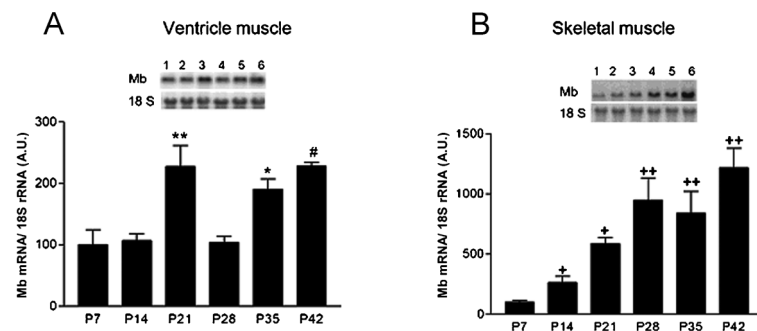 A
Ventricle muscle
1 2 3 4 5 6
Mb
18 S
Mb mRNA/ 18S rRNA (A.U.)
300
200
100
0
**
*
#
P7 P14 P21 P28 P35 P42
B
Skeletal muscle
1 2 3 4 5 6
Mb
18 S
Mb mRNA/ 18S rRNA (A.U.)
1500
1000
500
0
+
+
++
++
++
P7 P14 P21 P28 P35 P42